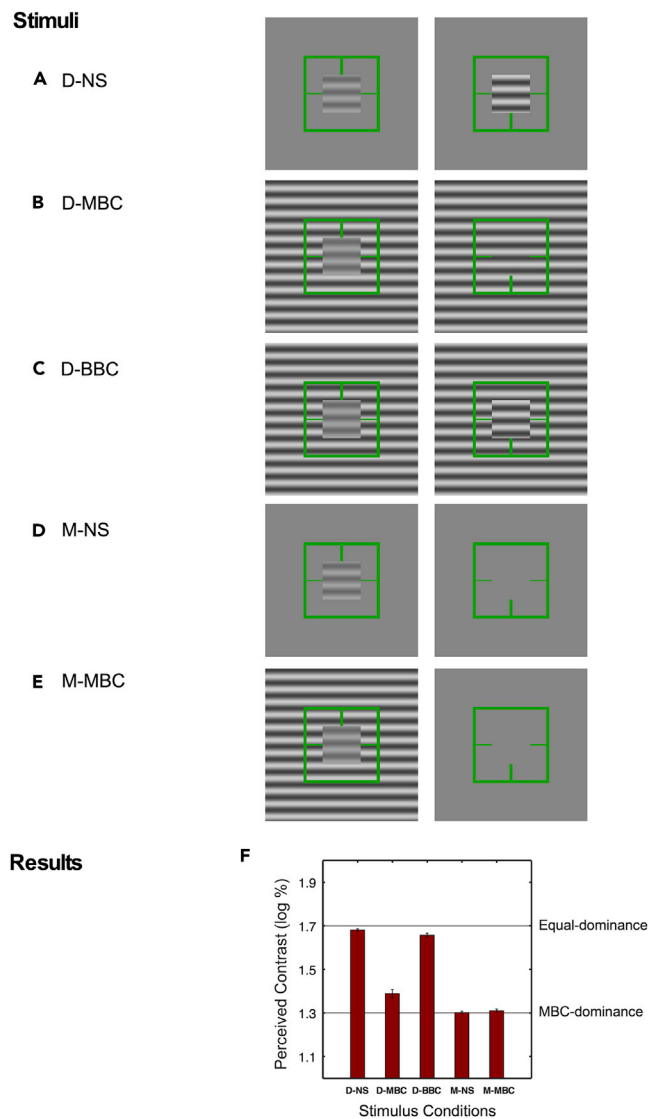 Stimuli
A D-NS
B D-MBC
C D-BBC
D M-NS
E M-MBC
Results
F
Perceived Contrast (log %)
1.9
1.7
1.5
1.3
1.1
Equal-dominance
MBC-dominance
D-NS D-MBC D-BBC M-NS M-MBC
Stimulus Conditions